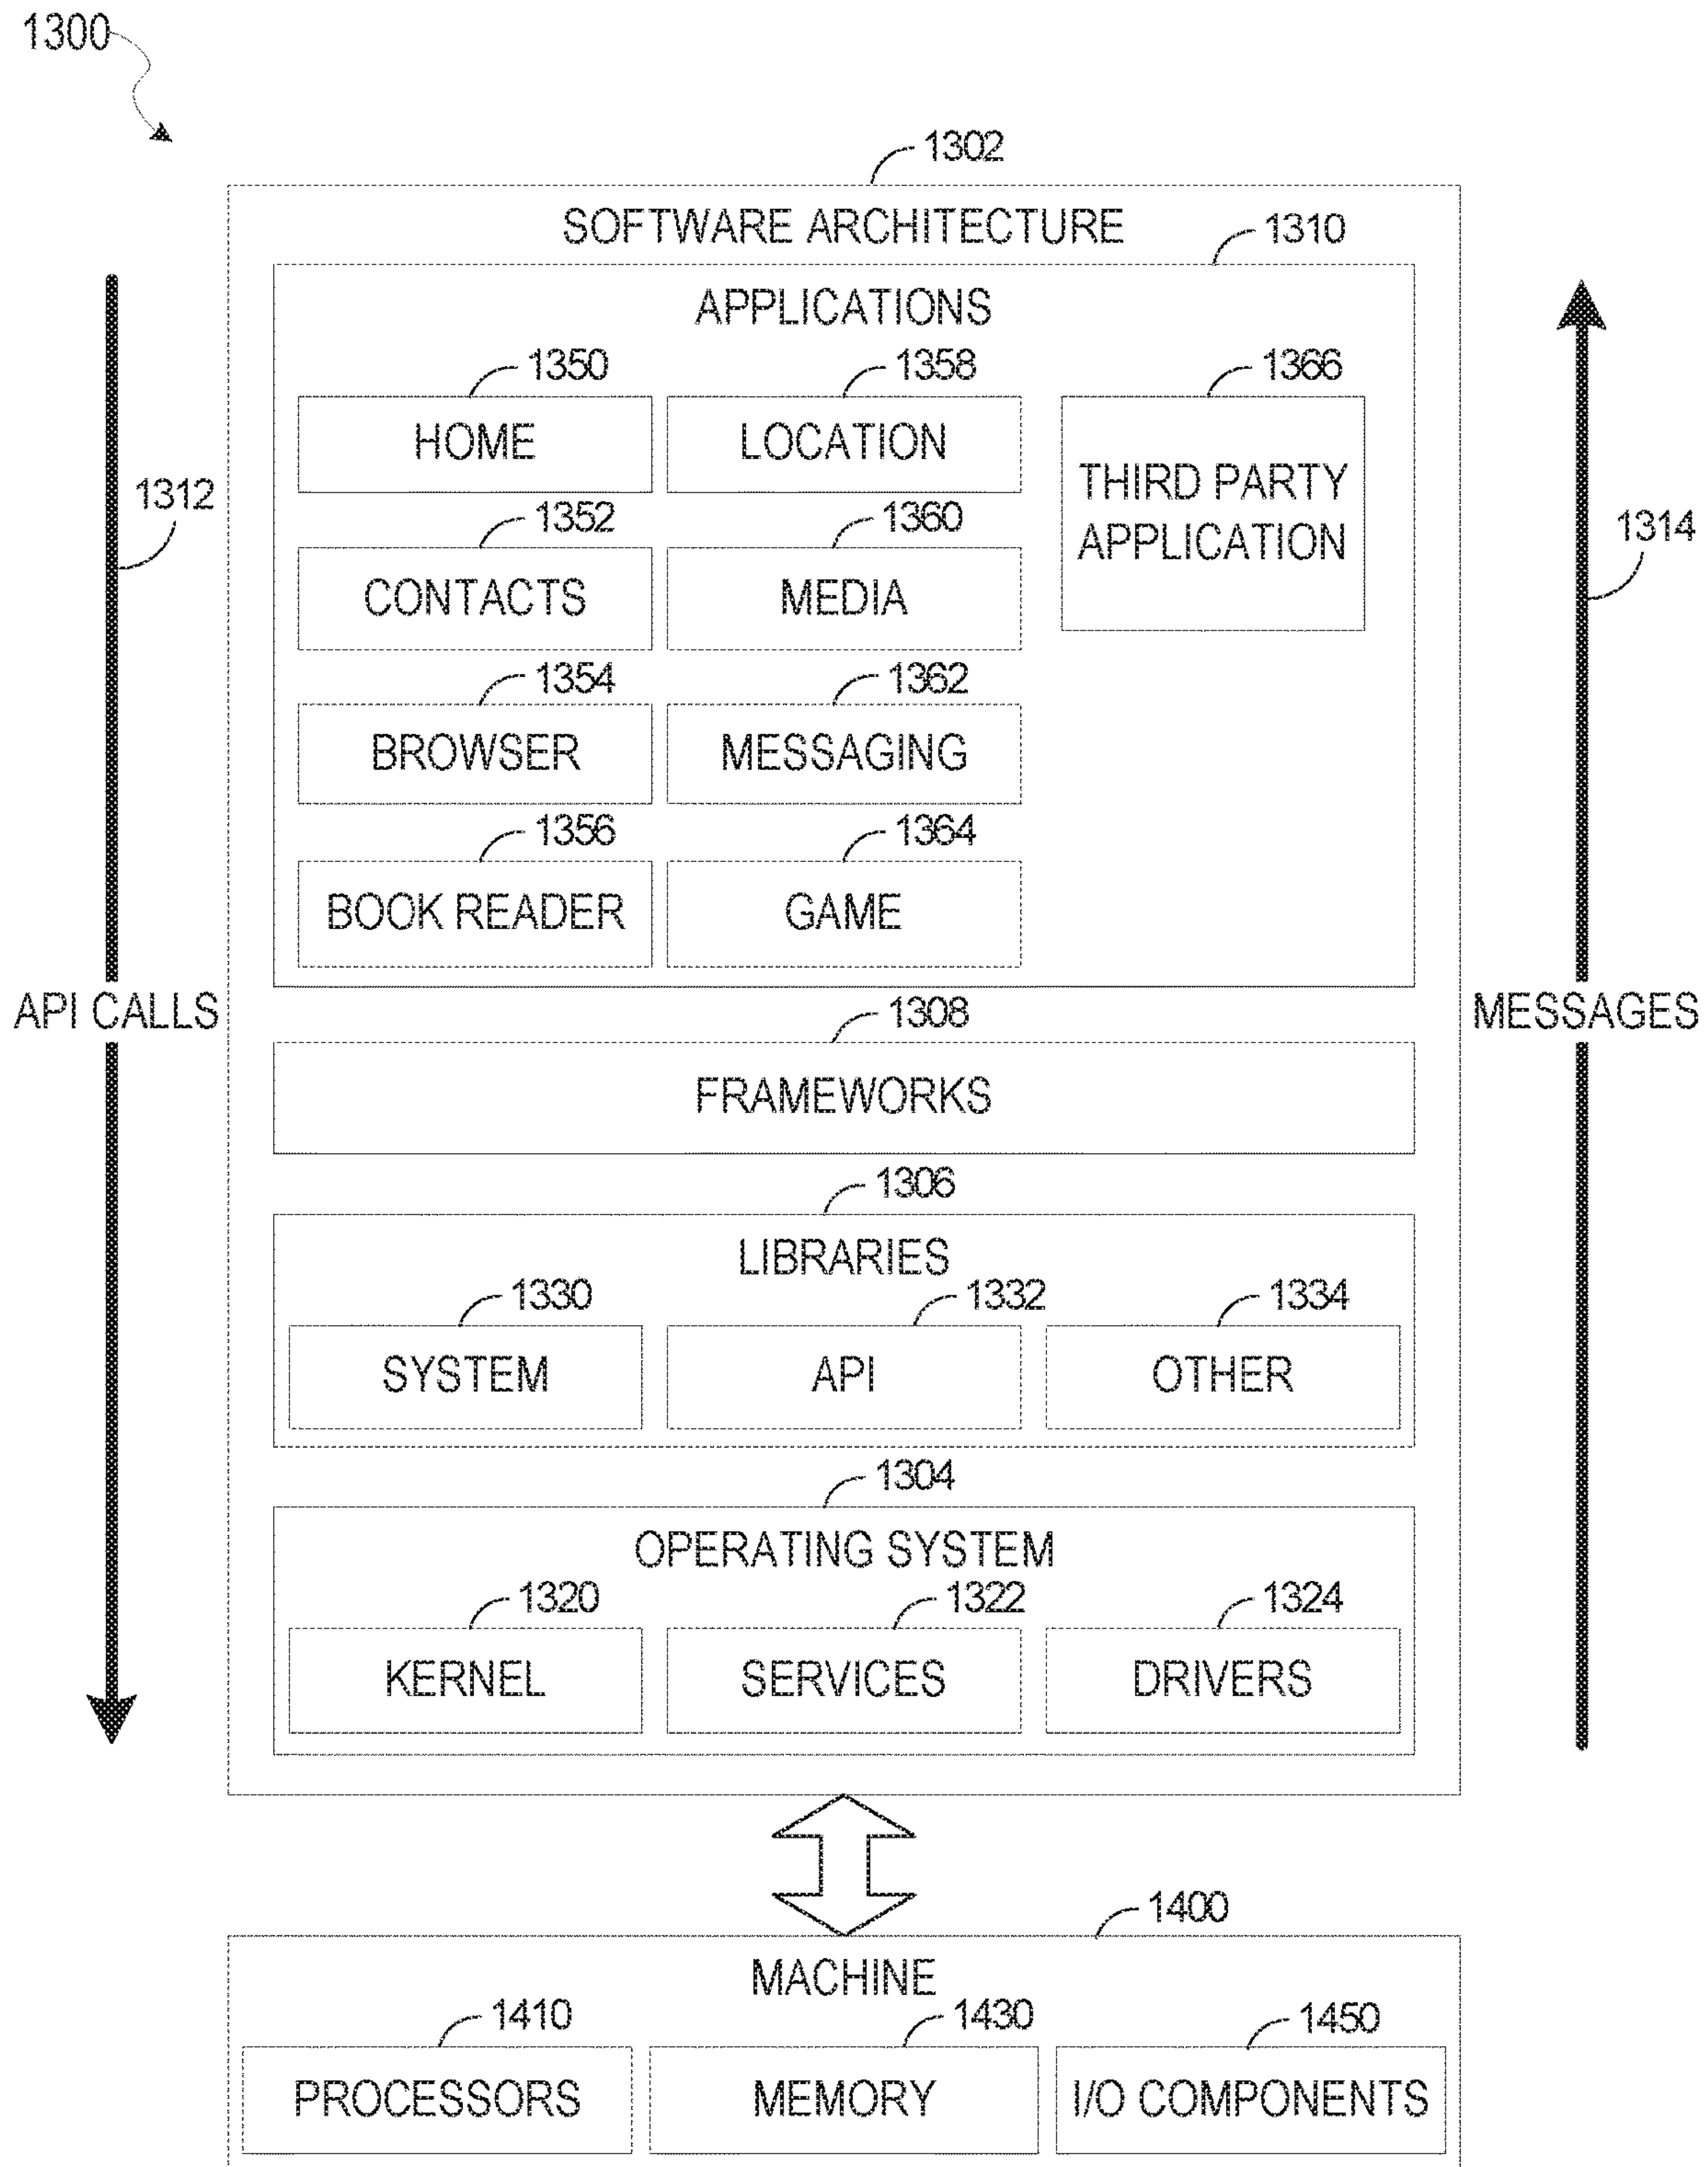 1300
1302
SOFTWARE ARCHITECTURE
1310
APPLICATIONS
1350
1358
1366
HOME
LOCATION
THIRD PARTY
APPLICATION
1312
1352
1360
1314
CONTACTS
MEDIA
1354
1362
BROWSER
MESSAGING
1356
1364
BOOK READER
GAME
API CALLS
1308
MESSAGES
FRAMEWORKS
1306
LIBRARIES
1330
1332
1334
SYSTEM
API
OTHER
1304
OPERATING SYSTEM
1320
1322
1324
KERNEL
SERVICES
DRIVERS
1400
MACHINE
1410
1430
1450
PROCESSORS
MEMORY
I/O COMPONENTS